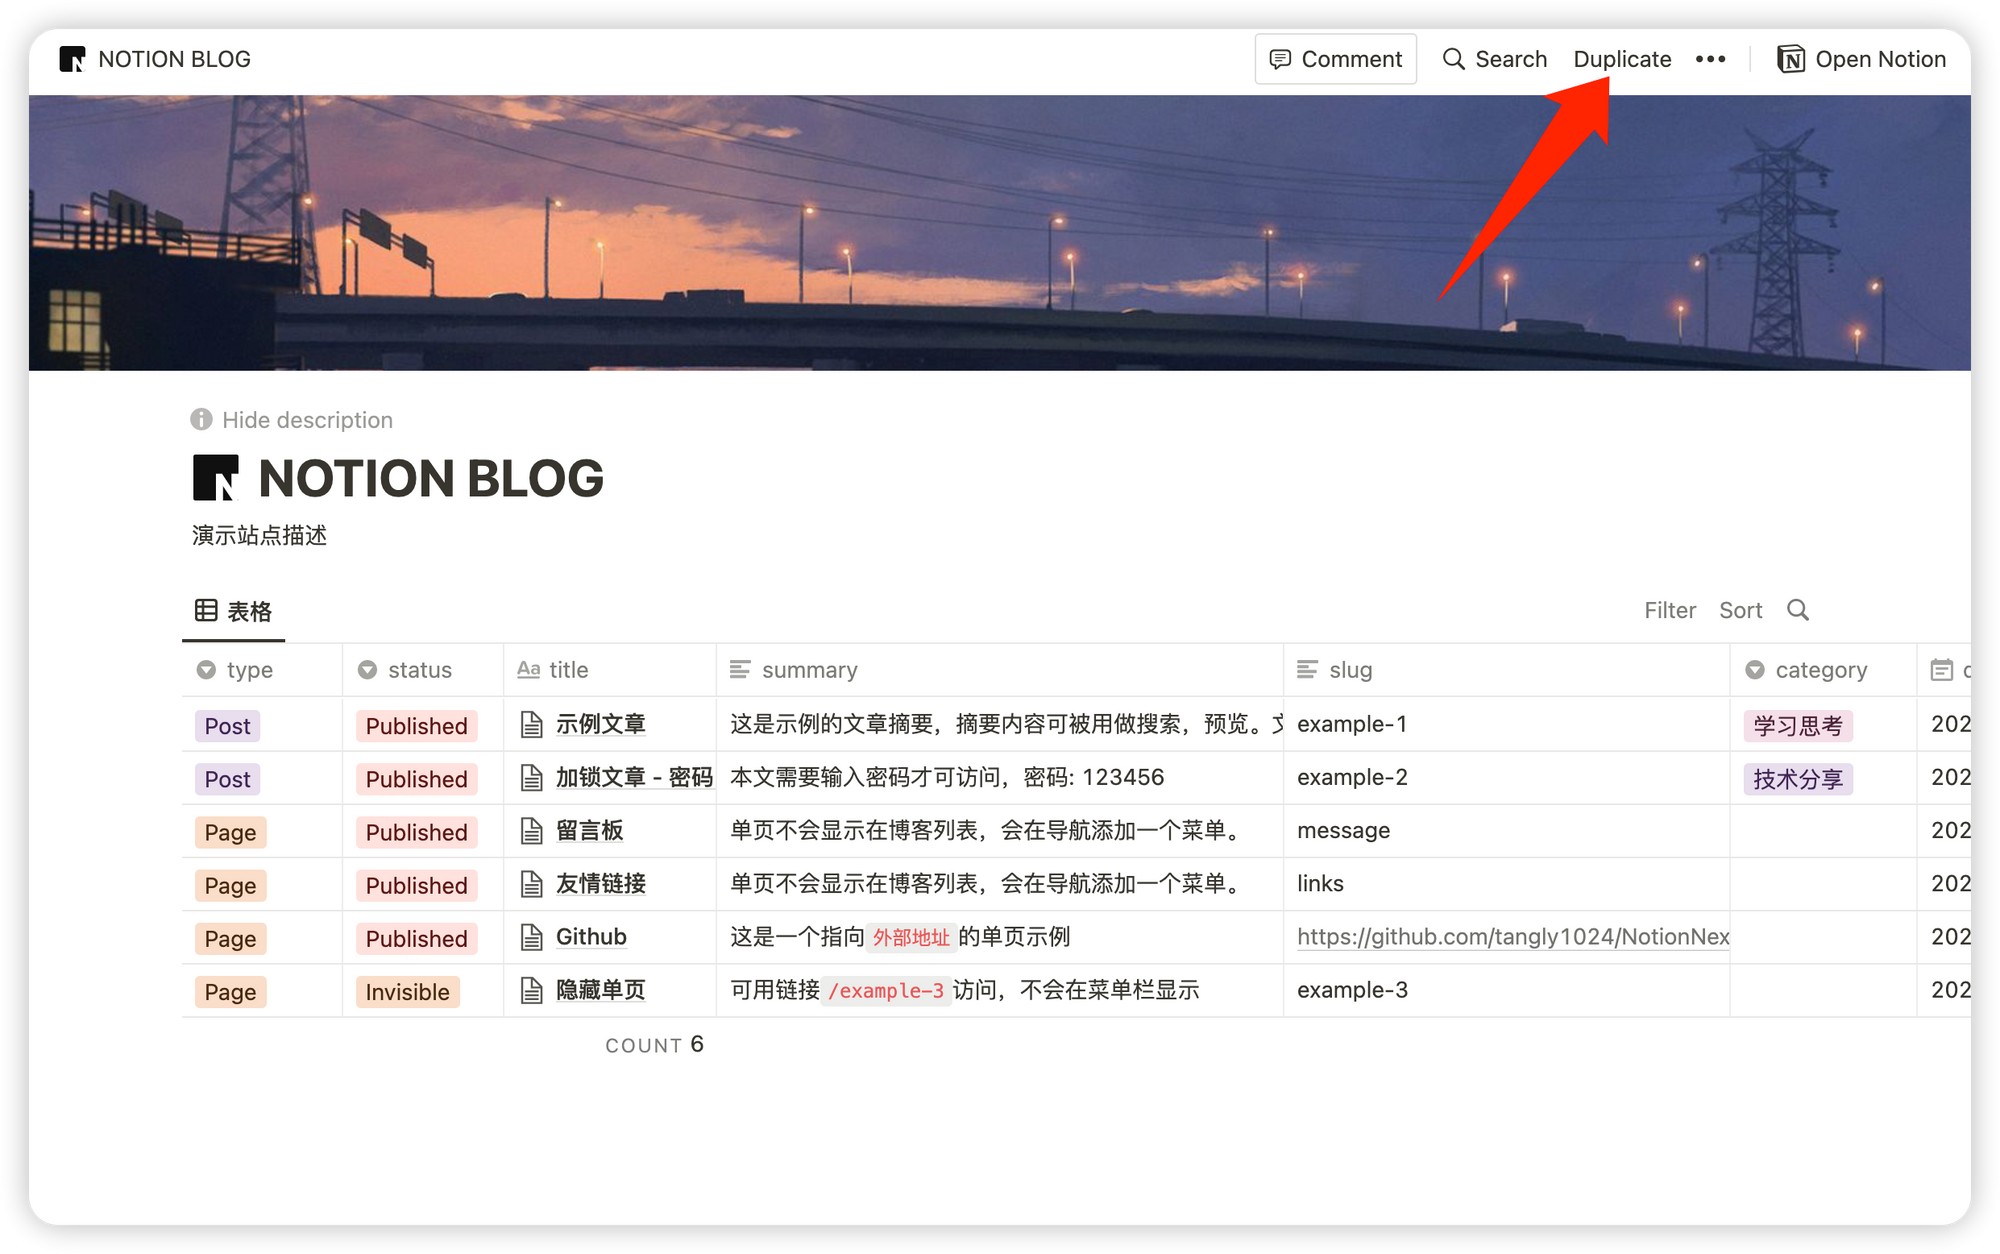 NOTION BLOG
Comment Search Duplicate ••• Open Notion
Hide description
NOTION BLOG
演示站点描述
表格 Filter Sort
type status Aa title summary slug category
Post Published 示例文章 这是示例的文章摘要，摘要内容可被用做搜索，预览。文 example-1 学习思考 202
Post Published 加锁文章 - 密码 本文需要输入密码才可访问，密码: 123456 example-2 技术分享 202
Page Published 留言板 单页不会显示在博客列表，会在导航添加一个菜单。 message 202
Page Published 友情链接 单页不会显示在博客列表，会在导航添加一个菜单。 links 202
Page Published Github 这是一个指向 外部地址 的单页示例 https://github.com/tangly1024/NotionNex 202
Page Invisible 隐藏单页 可用链接 /example-3 访问，不会在菜单栏显示 example-3 202
COUNT 6